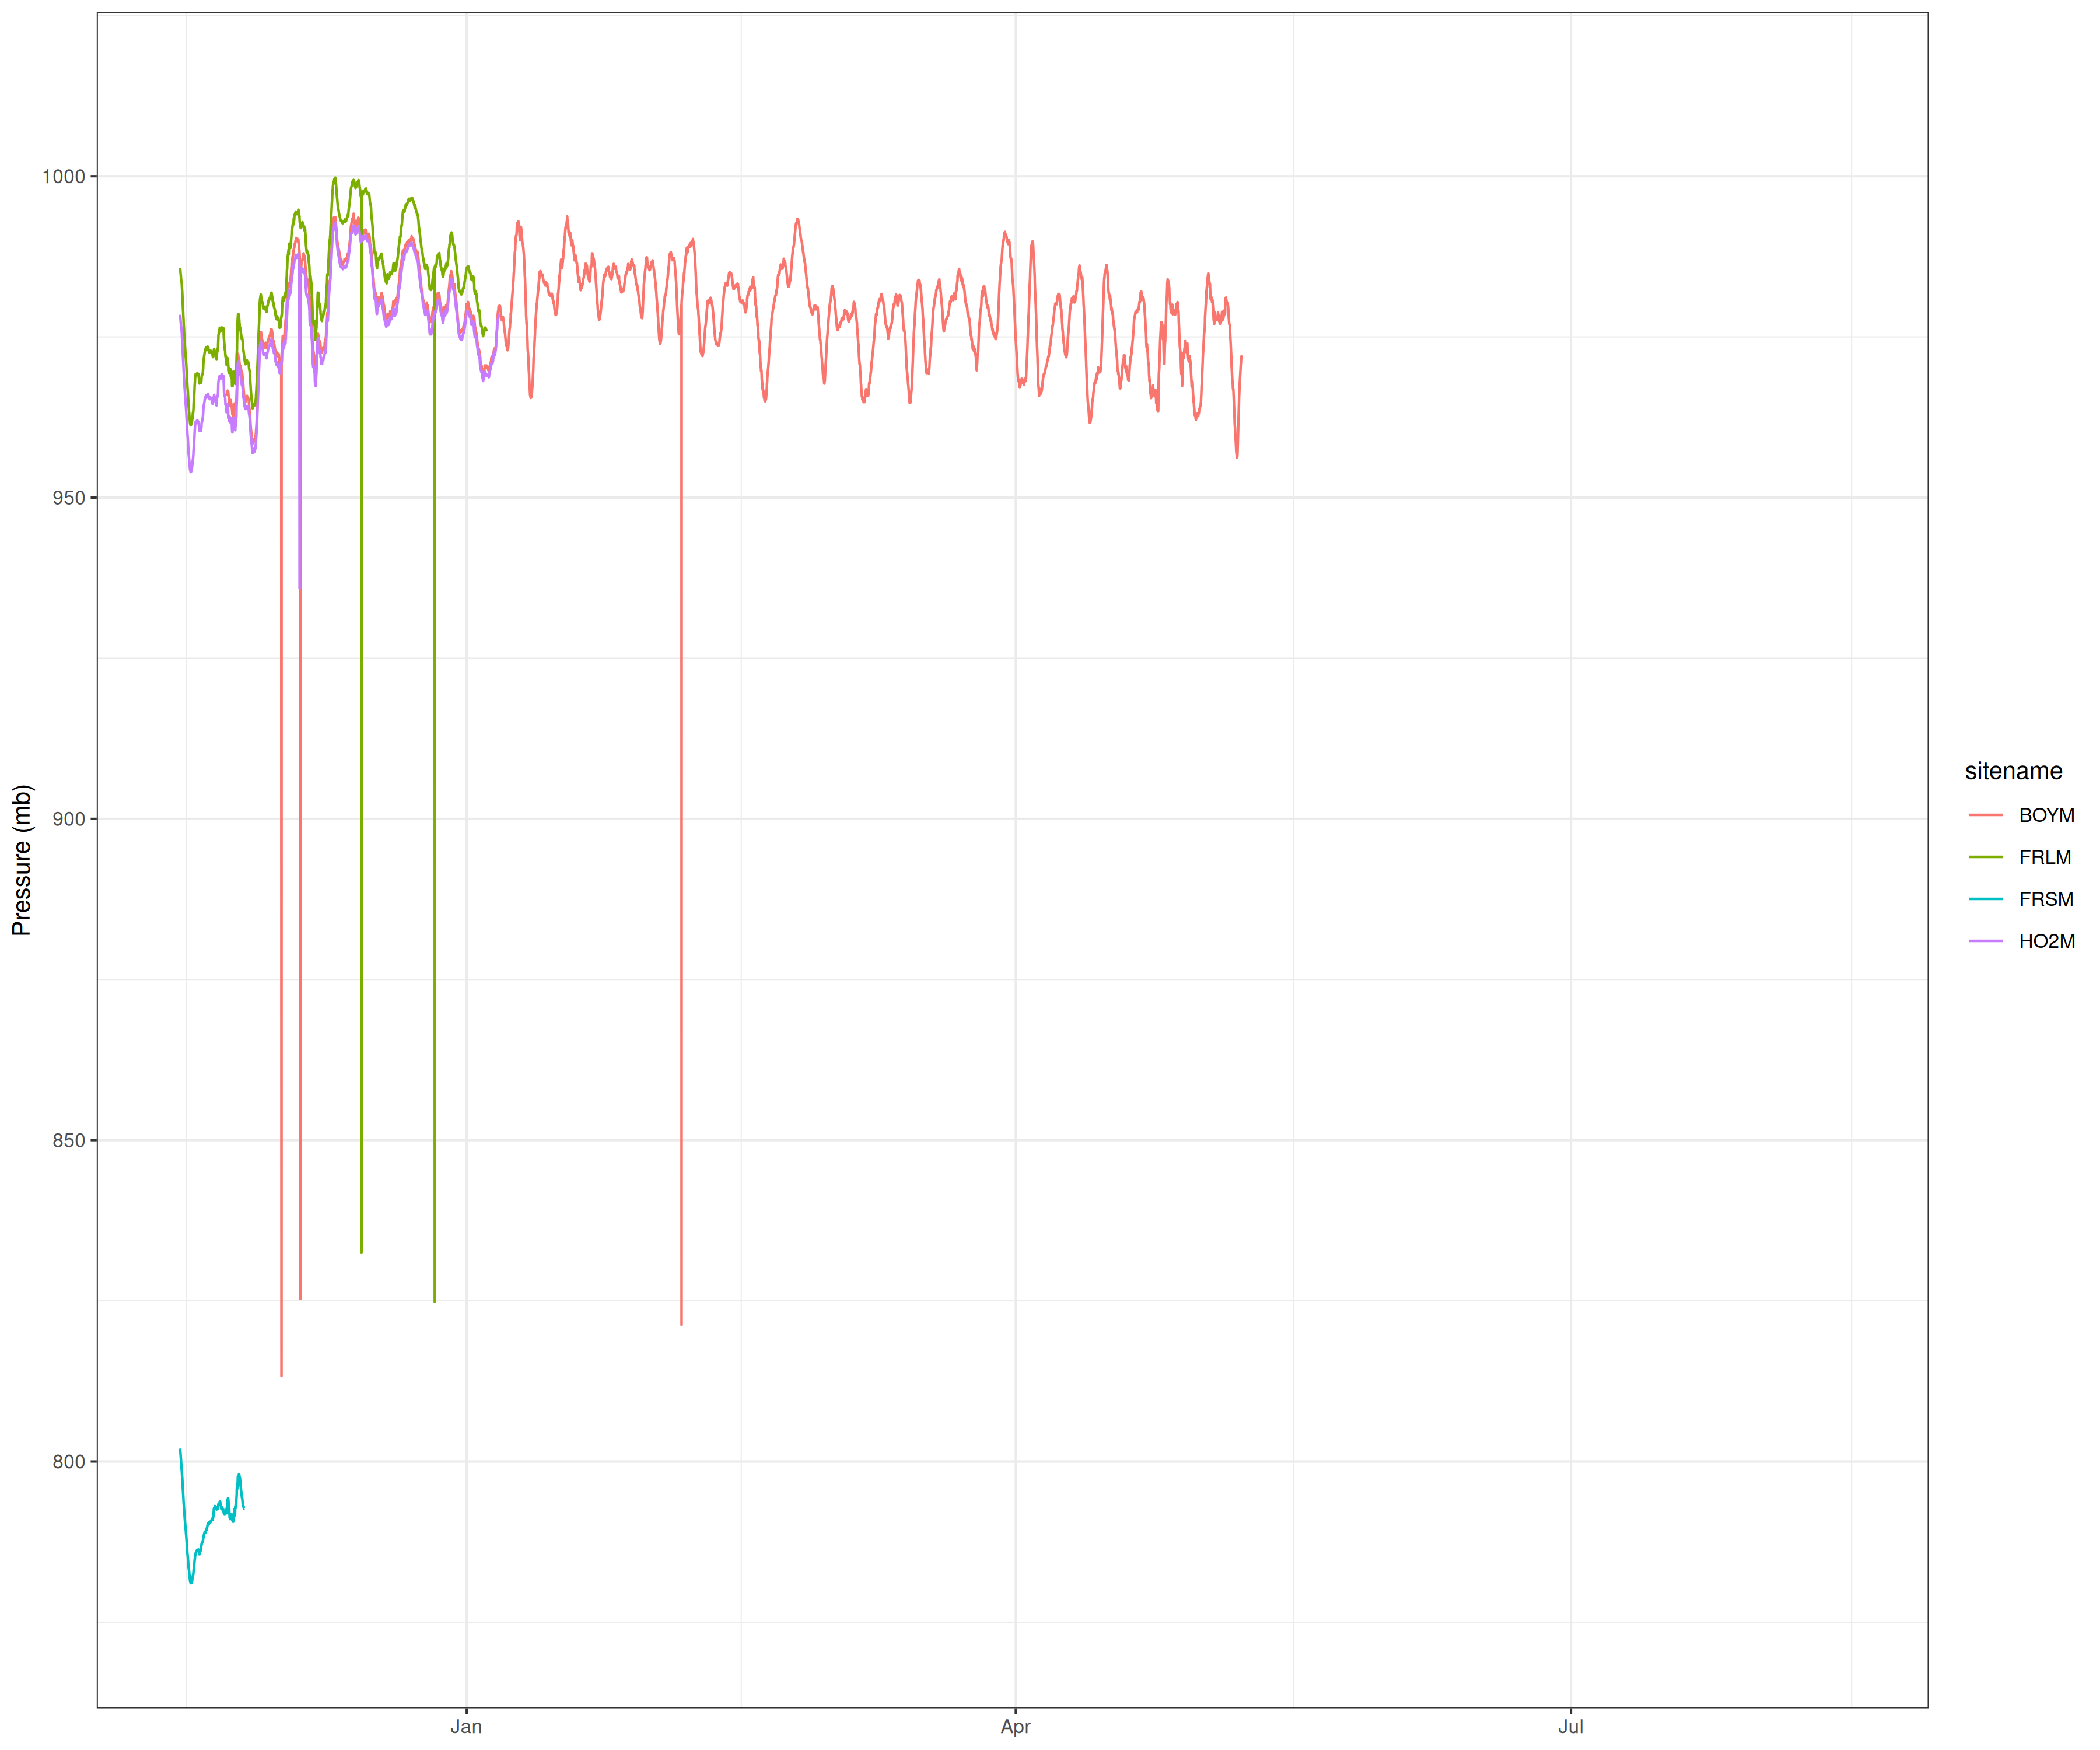 1000
950
900
850
800
Pressure (mb)
Jan
Apr
Jul
sitename
BOYM
FRLM
FRSM
HO2M